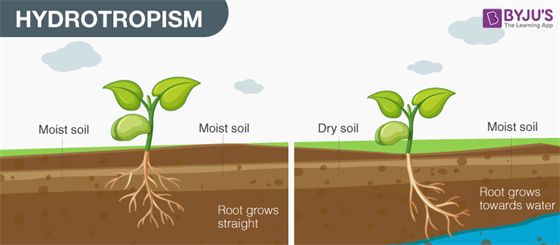 HYDROTROPISM
BYJU'S
The Learning App
Moist soil
Moist soil
Root grows
straight
Dry soil
Moist soil
Root grows
towards water